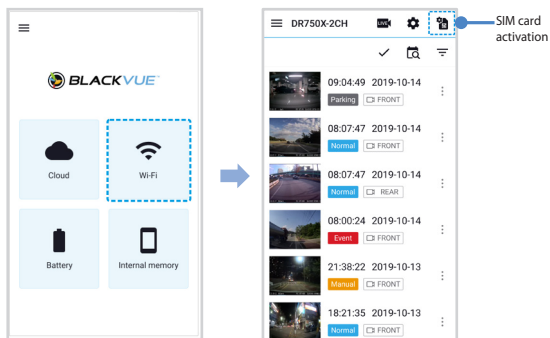 BLACKVUE
Cloud
Wi-Fi
Battery
Internal memory
DR750X-2CH
LIVE
SIM card
activation
09:04:49 2019-10-14
Parking FRONT
08:07:47 2019-10-14
Normal FRONT
08:07:47 2019-10-14
Normal REAR
08:00:24 2019-10-14
Event FRONT
21:38:22 2019-10-13
Manual FRONT
18:21:35 2019-10-13
Normal FRONT